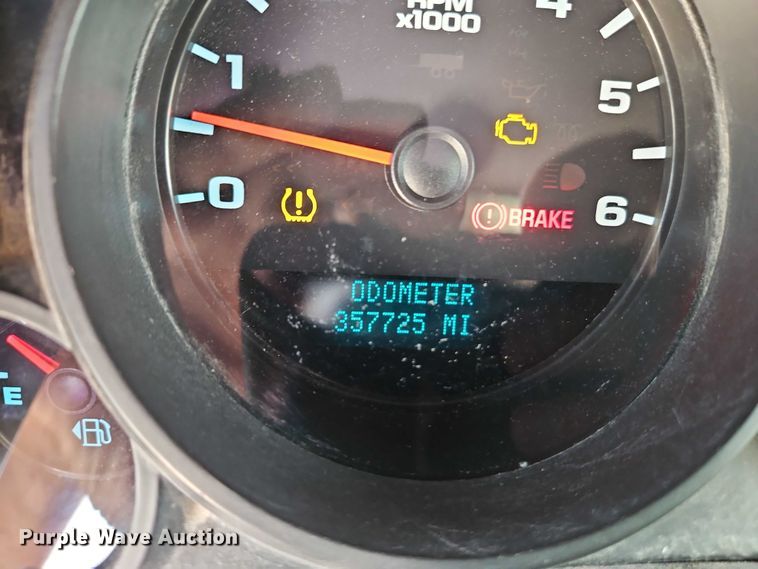 RPM
x1000
4
1
5
0
6
BRAKE
ODOMETER
357725 MI
E
Purple Wave Auction